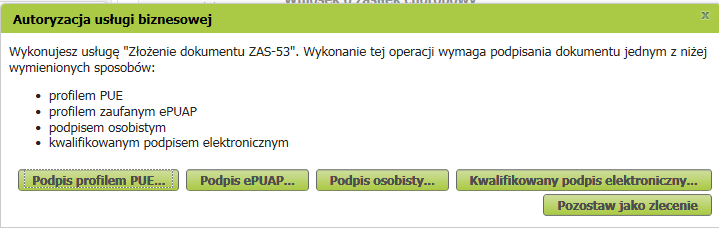 Autoryzacja usługi biznesowej x
Wykonujesz usługę "Złożenie dokumentu ZAS-53". Wykonanie tej operacji wymaga podpisania dokumentu jednym z niżej
wymienionych sposobów:
• profilem PUE
• profilem zaufanym ePUAP
• podpisem osobistym
• kwalifikowanym podpisem elektronicznym
Podpis profilem PUE... Podpis ePUAP... Podpis osobisty... Kwalifikowany podpis elektroniczny...
Pozostaw jako zlecenie